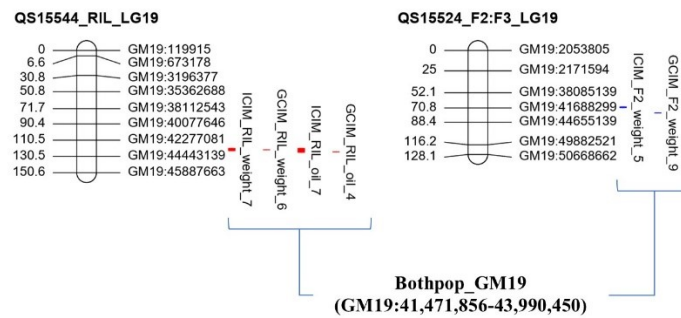 QS15544_RIL_LG19
0 GM19:119915
6.6 GM19:673178
30.8 GM19:3196377
50.8 GM19:35362688
71.7 GM19:38112543
90.4 GM19:40077646
110.5 GM19:42277081
130.5 GM19:44443139
150.6 GM19:45887663
ICIM_RIL_weight_7
GCIM_RIL_weight_6
ICIM_RIL_oil_7
GCIM_RIL_oil_4
QS15524_F2:F3_LG19
0 GM19:2053805
25 GM19:2171594
52.1 GM19:38085139
70.8 GM19:41688299
88.4 GM19:44655139
116.2 GM19:49882521
128.1 GM19:50668662
ICIM_F2_weight_5
GCIM_F2_weight_9
Bothpop_GM19
(GM19:41,471,856-43,990,450)